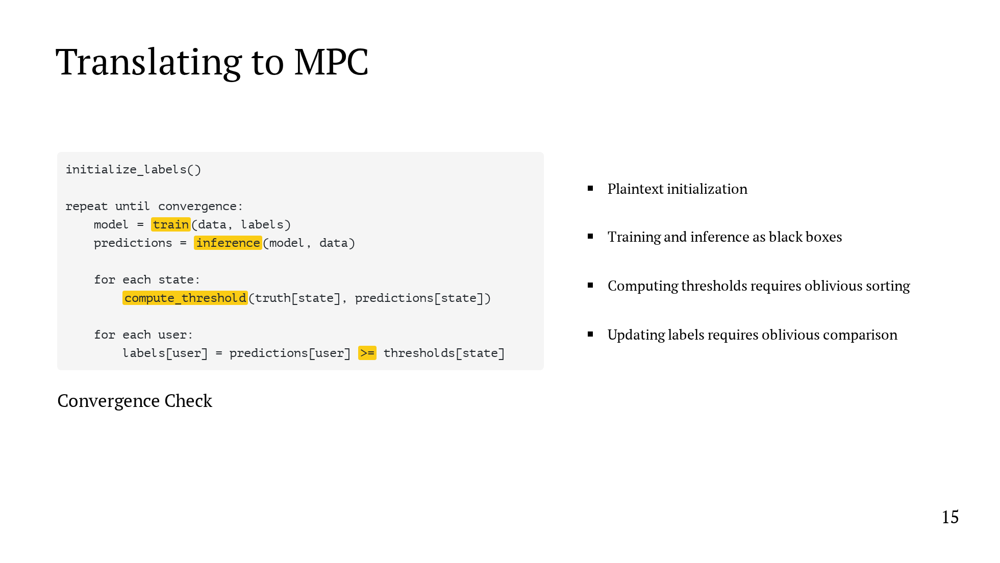 Translating to MPC
initialize_labels()
repeat until convergence:
    model = train(data, labels)
    predictions = inference(model, data)
    for each state:
        compute_threshold(truth[state], predictions[state])
    for each user:
        labels[user] = predictions[user] >= thresholds[state]
Convergence Check
▪ Plaintext initialization
▪ Training and inference as black boxes
▪ Computing thresholds requires oblivious sorting
▪ Updating labels requires oblivious comparison
15